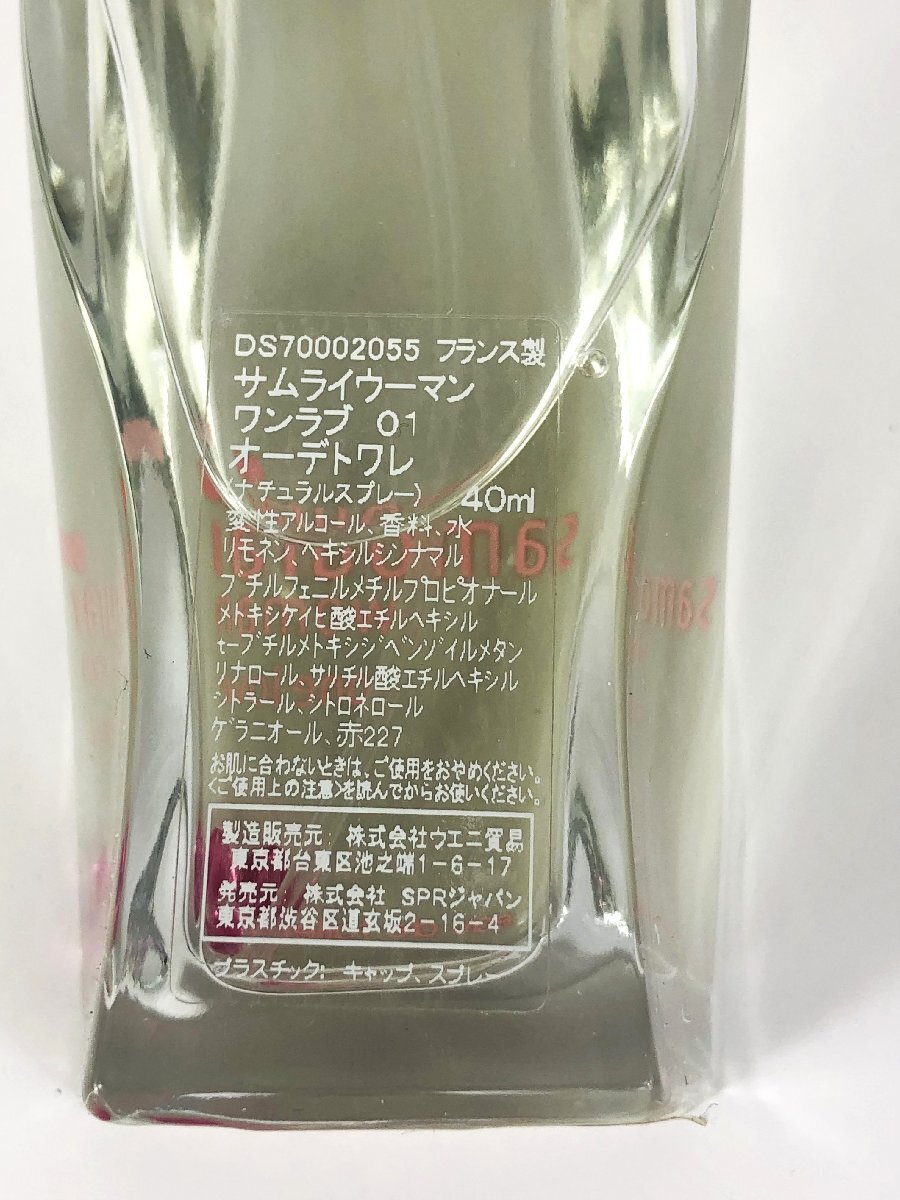 DS70002055 フランス製
サムライウーマン
ワンラブ 01
オーデトワレ
(ナチュラルスプレー) 40ml
変性アルコール、香料、水
リモネン、ヘキシルシンナマル
ブチルフェニルメチルプロピオナール
メトキシケイヒ酸エチルヘキシル
t-ブチルメトキシジベンゾイルメタン
リナロール、サリチル酸エチルヘキシル
シトラール、シトロネロール
ゲラニオール、赤227
お肌に合わないときは、ご使用をおやめください。
<ご使用上の注意>を読んでからお使いください。
製造販売元: 株式会社ウエニ貿易
東京都台東区池之端1-6-17
発売元: 株式会社 SPRジャパン
東京都渋谷区道玄坂2-16-4
プラスチック: キャップ、スプレー